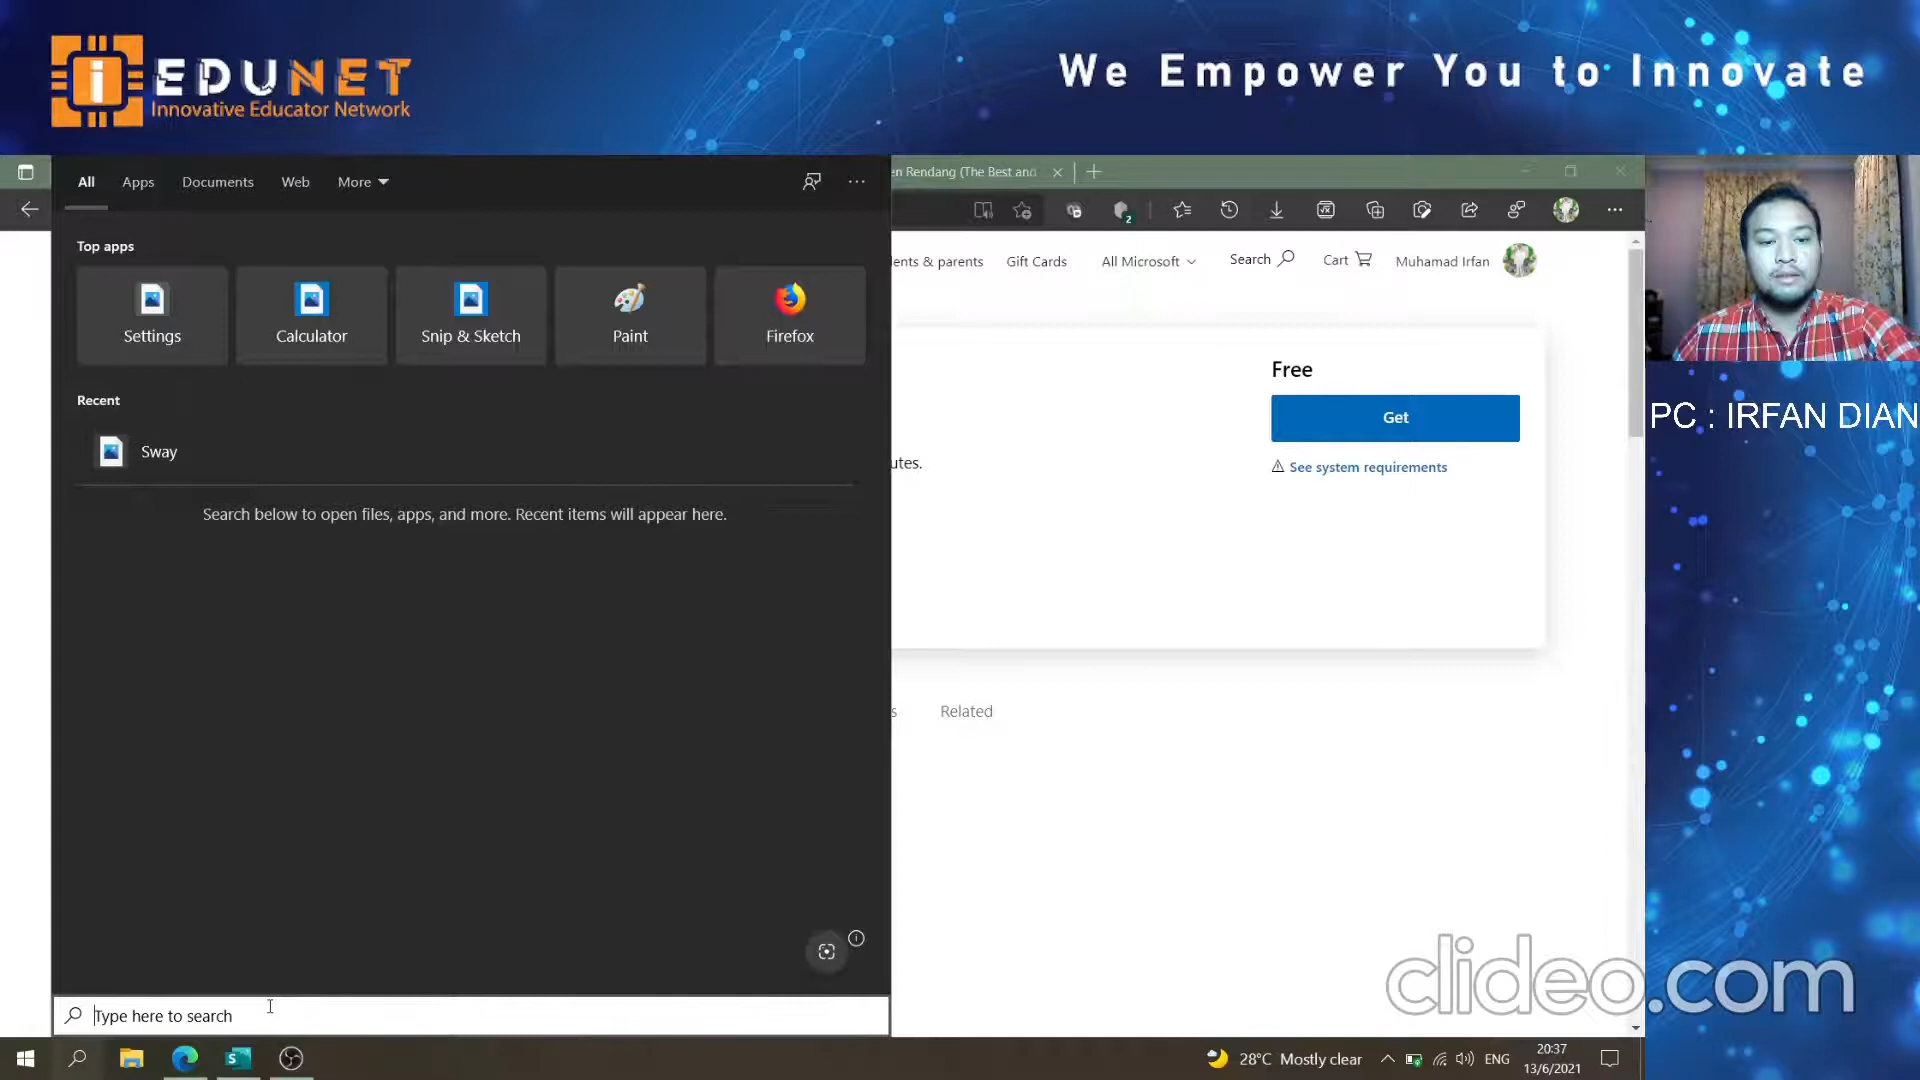 i EDUNET
Innovative Educator Network
We Empower You to Innovate
All Apps Documents Web More
en Rendang (The Best and
2
ents & parents Gift Cards All Microsoft Search Cart Muhamad Irfan
Top apps
Settings Calculator Snip & Sketch Paint Firefox
Free
Get
See system requirements
PC : IRFAN DIAN
Recent
Sway
utes.
Search below to open files, apps, and more. Recent items will appear here.
s Related
clideo.com
Type here to search
S
28°C Mostly clear ENG 20:37
13/6/2021